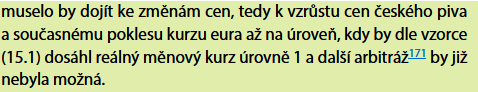 muselo by dojít ke změnám cen, tedy k vzrůstu cen českého piva
a současnému poklesu kurzu eura až na úroveň, kdy by dle vzorce
(15.1) dosáhl reálný měnový kurz úrovně 1 a další arbitráž171 by již
nebyla možná.